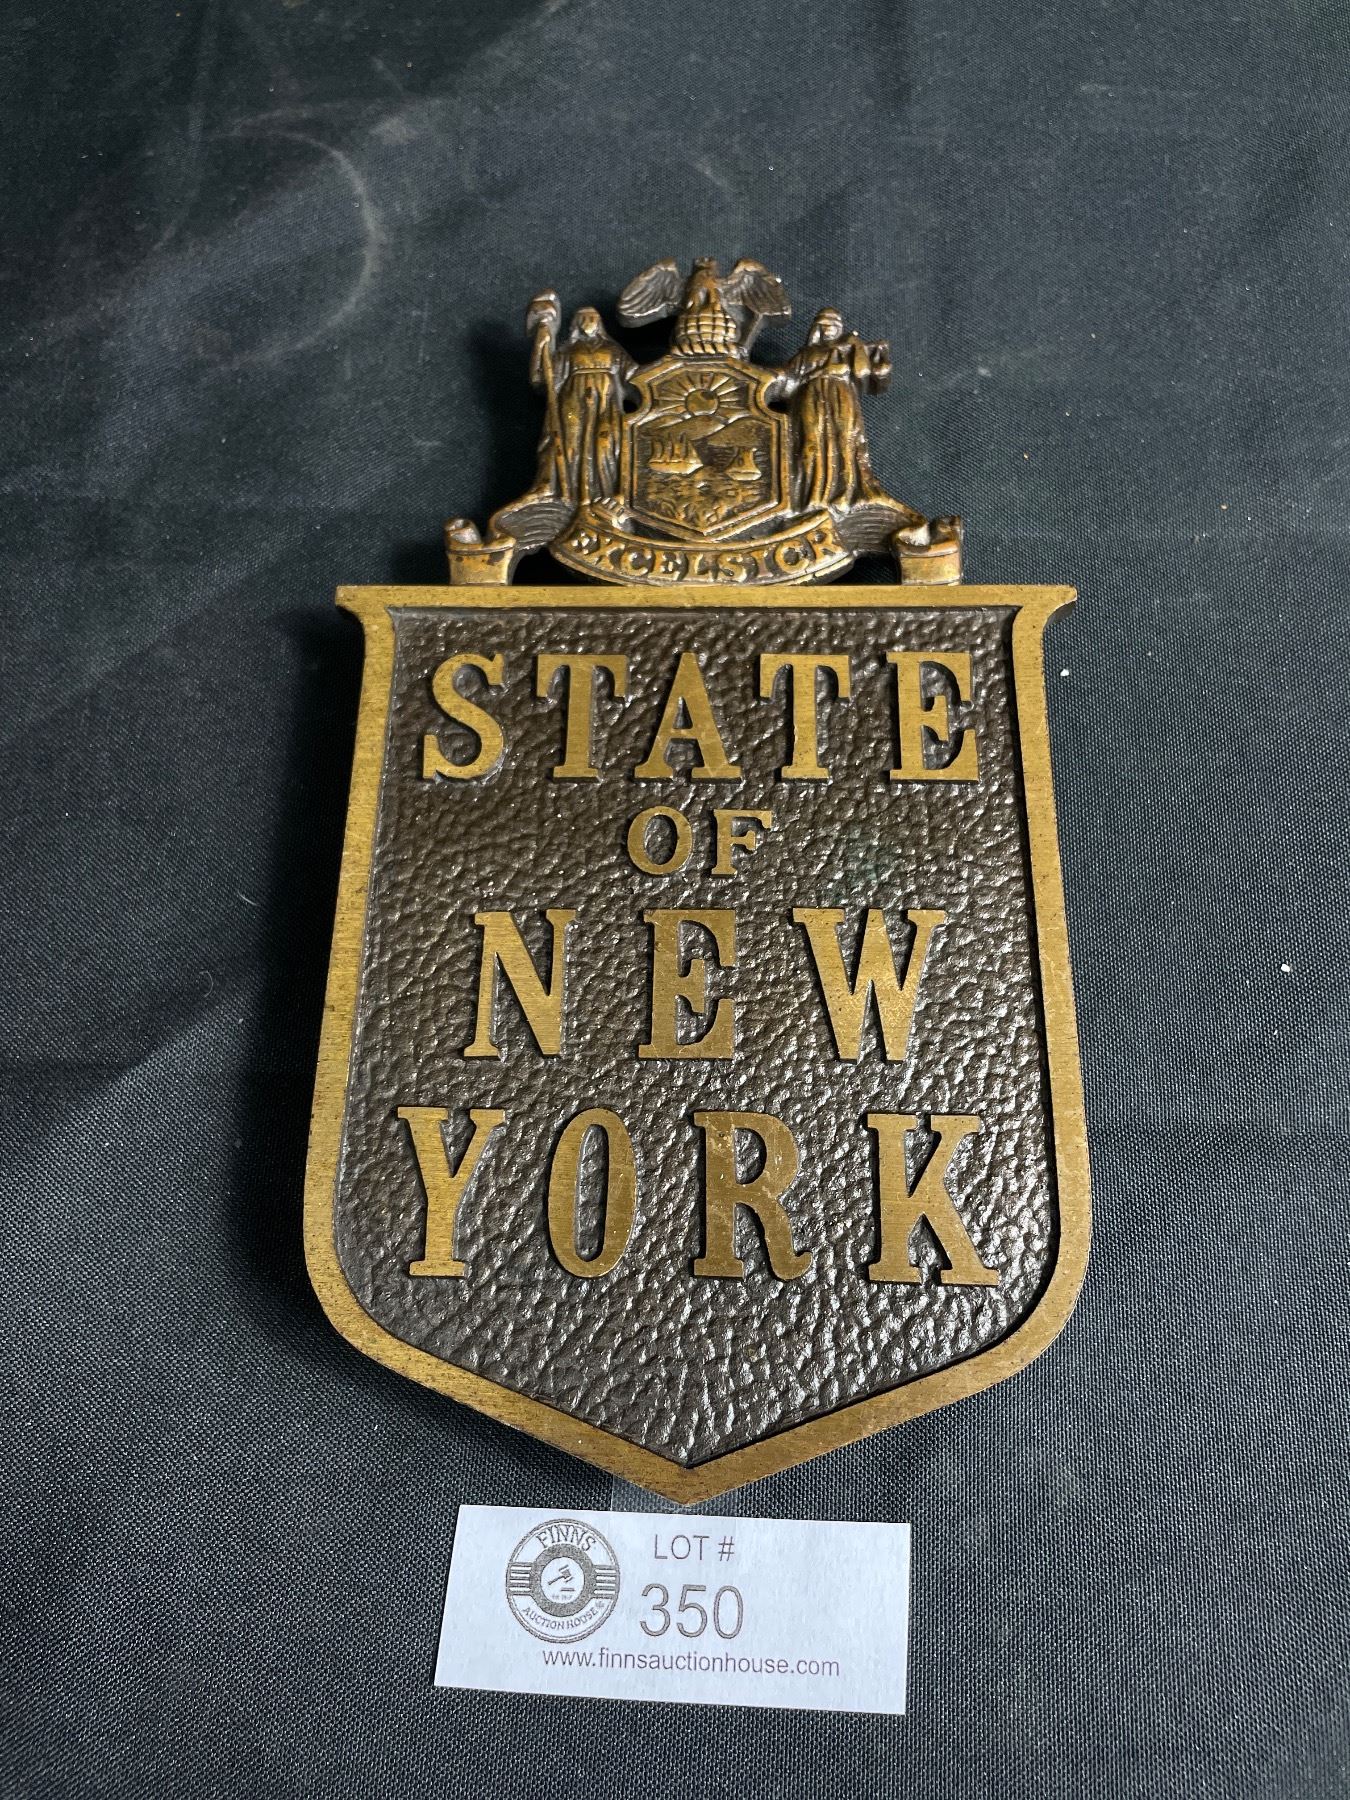 EXCELSIOR
STATE
OF
NEW
YORK
FINNS
AUCTION HOUSE
LOT #
350
www.finnsauctionhouse.com